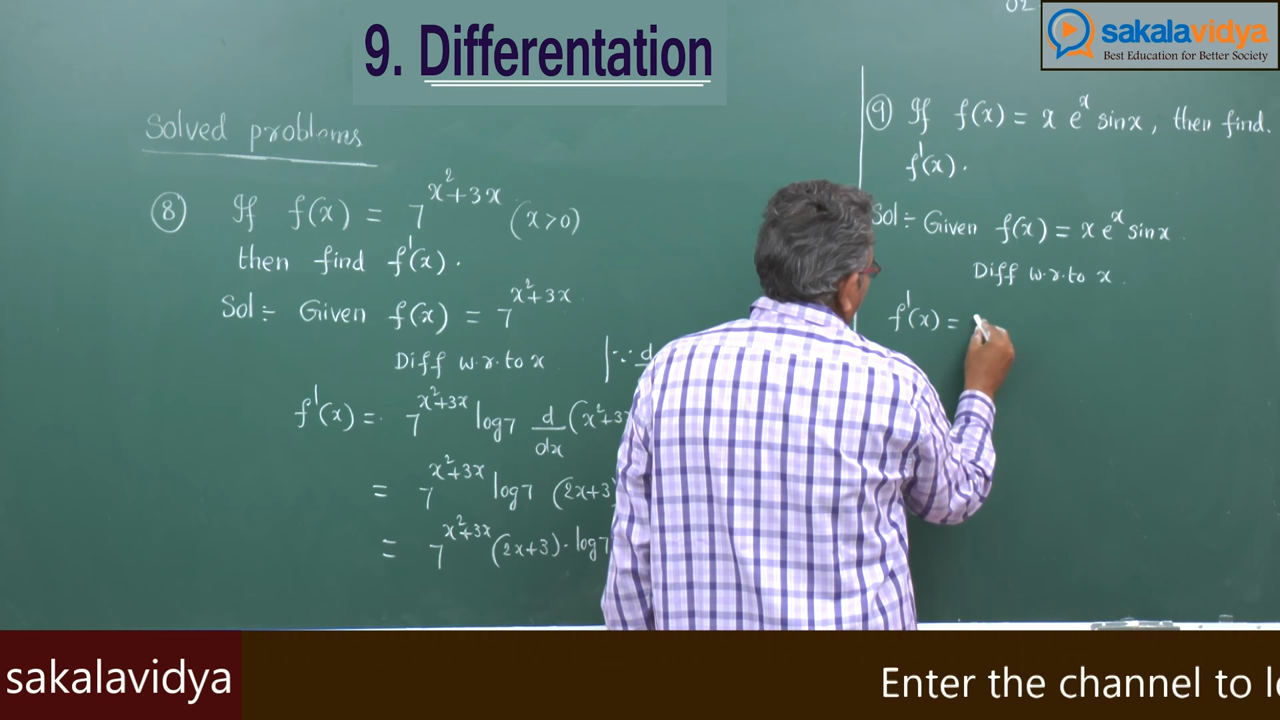 9. Differentation
02
sakalavidya
Best Education for Better Society
Solved problems
8 If f(x) = 7^{x²+3x} (x>0)
then find f'(x).
Sol:- Given f(x) = 7^{x²+3x}
Diff w.r.to x | ∵ d
f'(x) = 7^{x²+3x} log7 d/dx (x²+3x
= 7^{x²+3x} log7 (2x+3)
= 7^{x²+3x} (2x+3)·log7
9 If f(x) = x e^x sinx, then find.
f'(x).
Sol:- Given f(x) = x e^x sinx.
Diff w.r.to x.
f'(x) =
sakalavidya
Enter the channel to l